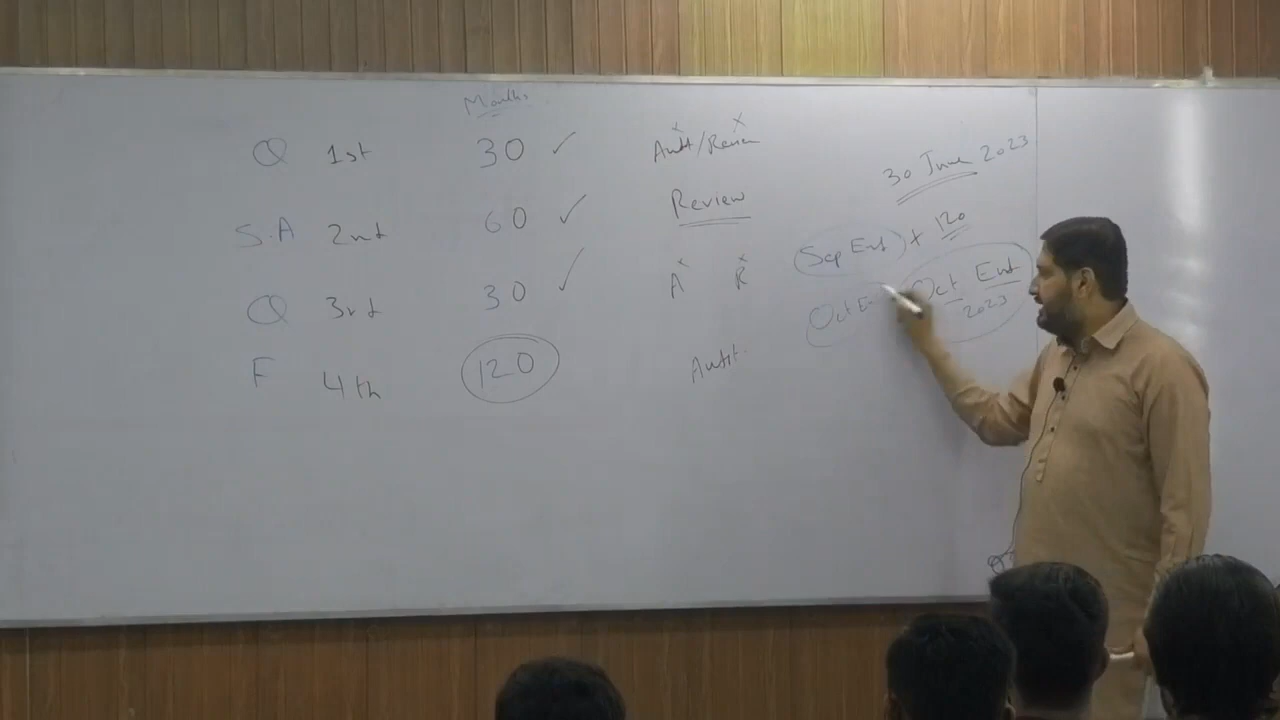 Months
Q 1st 30 ✓ Audit/Review
S.A 2nd 60 ✓ Review
Q 3rd 30 ✓ A R
F 4th 120 Audit
30 June 2023
Sep End + 120
Oct E Oct End
2023